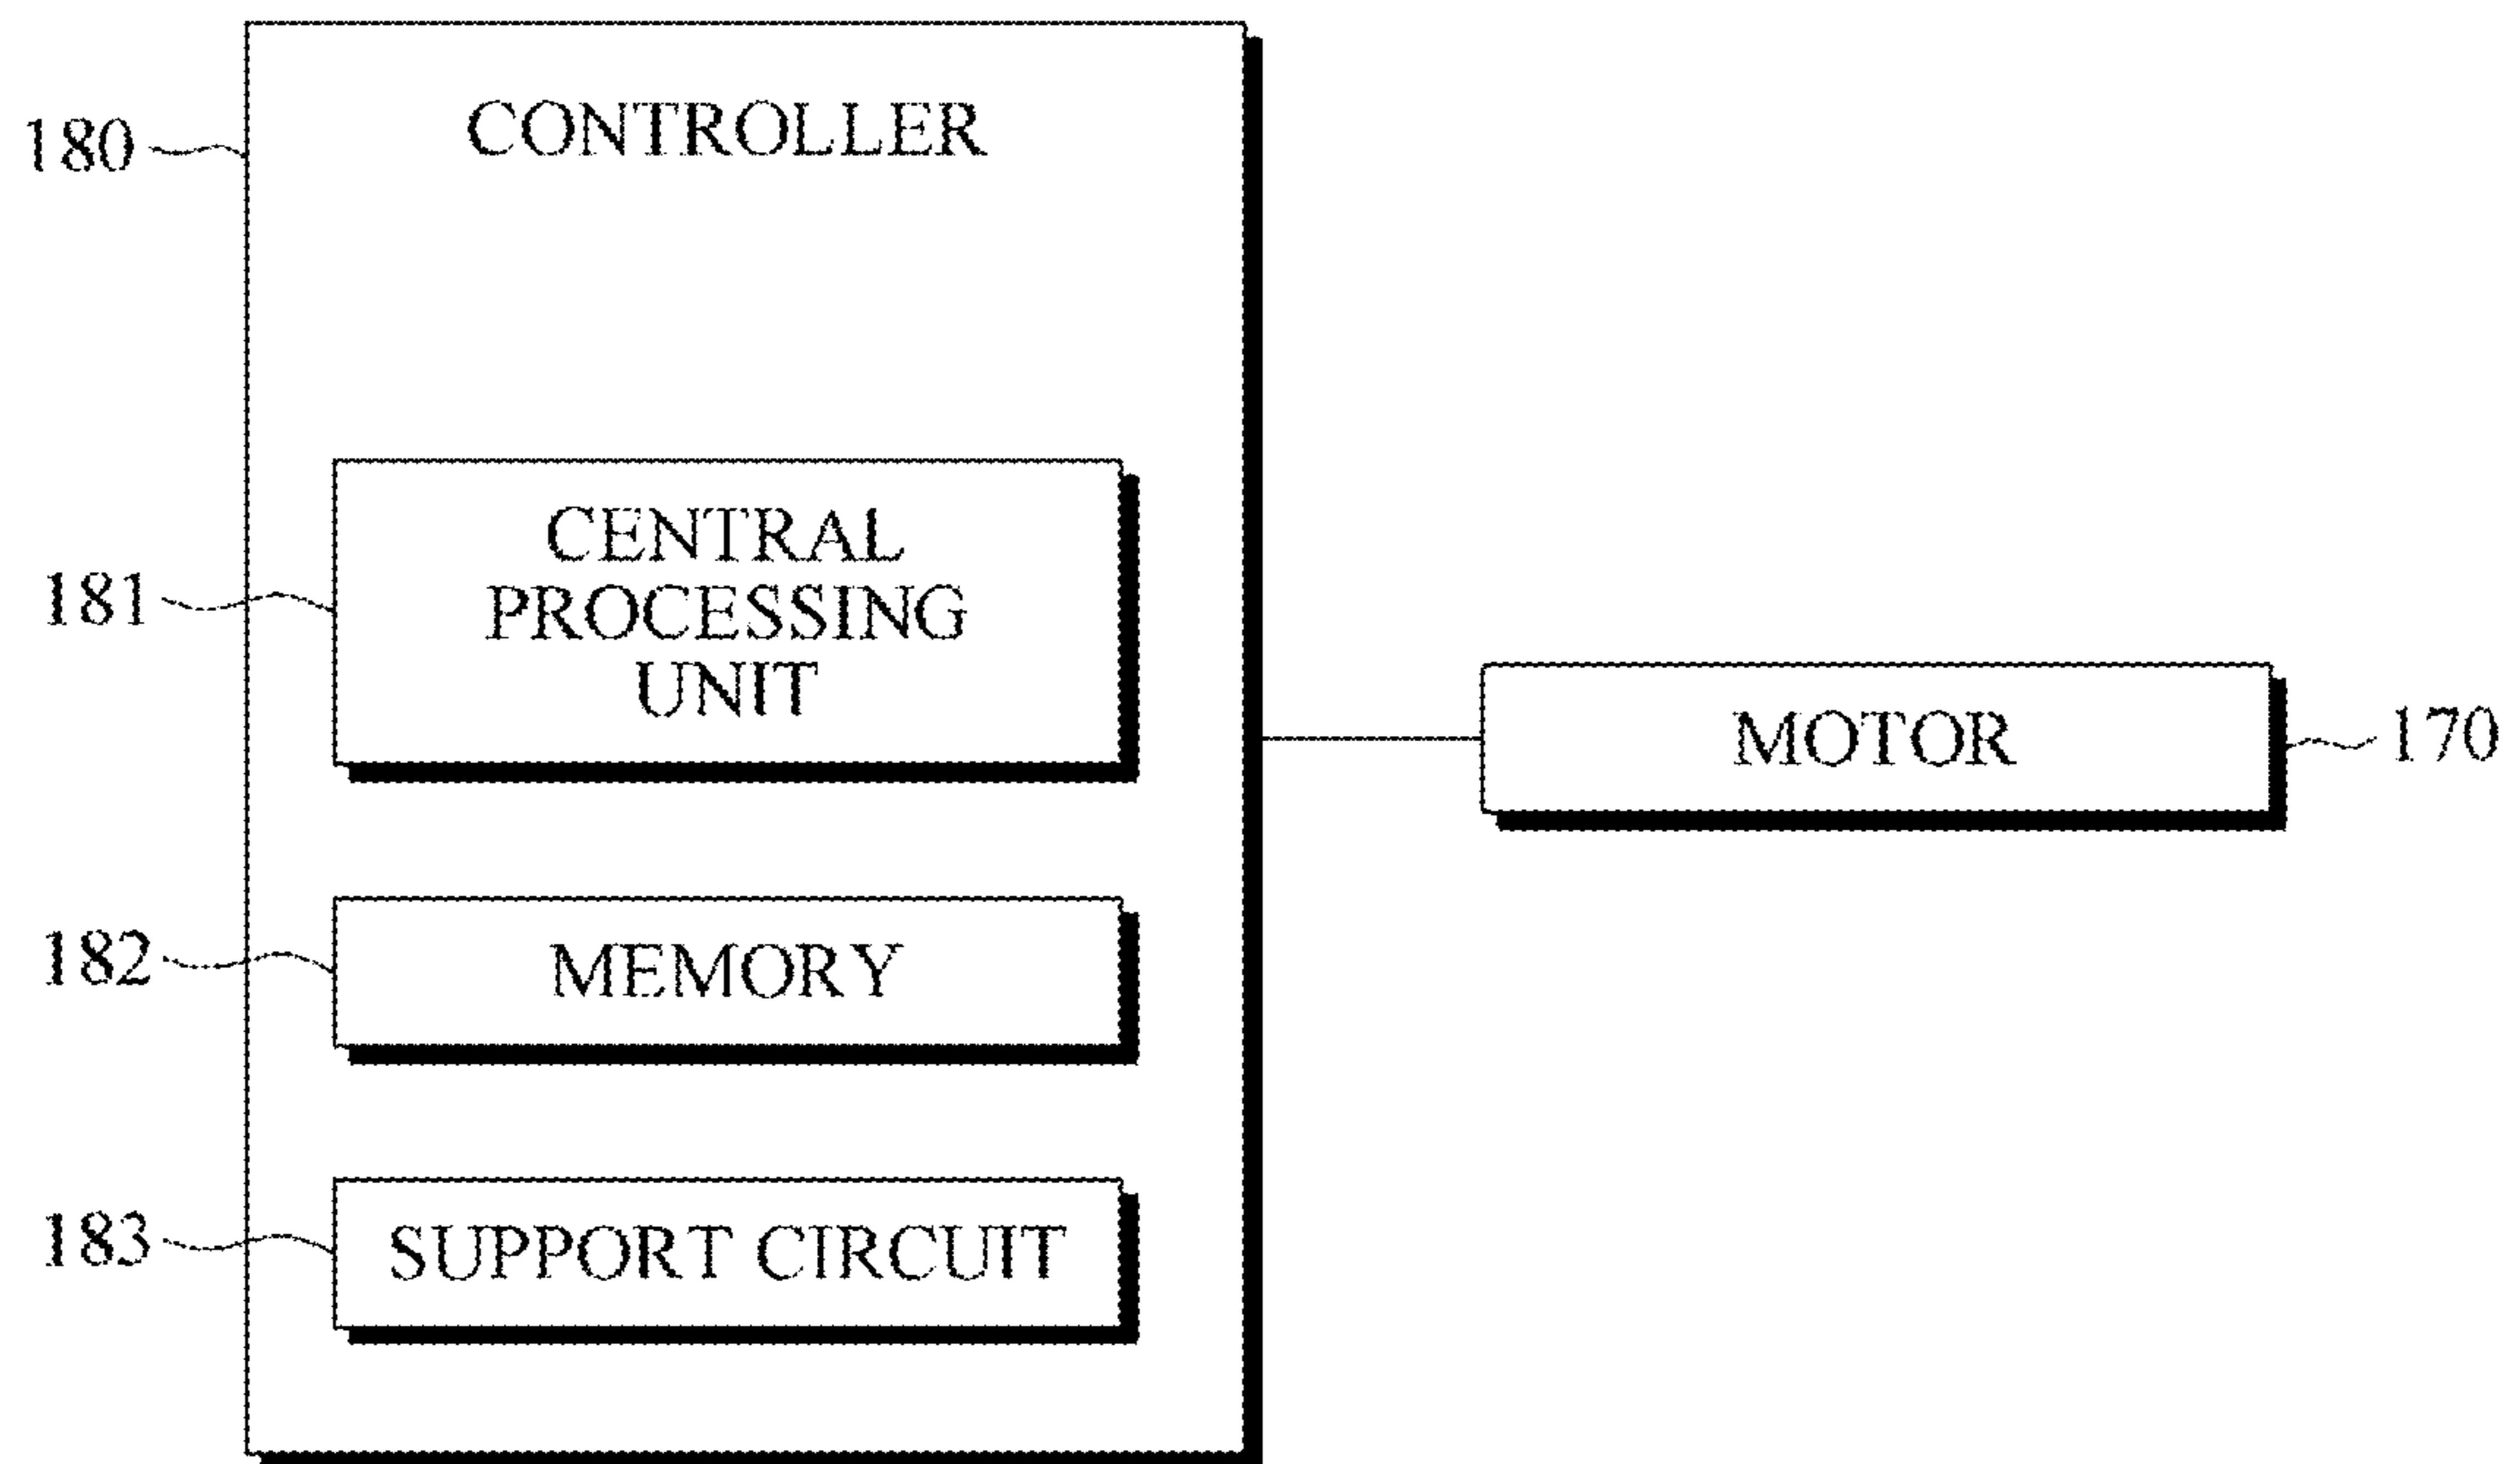 180
CONTROLLER
181
CENTRAL
PROCESSING
UNIT
MOTOR
170
182
MEMORY
183
SUPPORT CIRCUIT